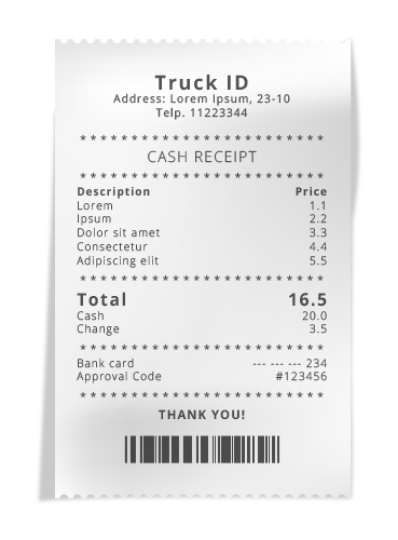 Truck ID
Address: Lorem Ipsum, 23-10
Telp. 11223344
************************
CASH RECEIPT
************************
Description Price
Lorem 1.1
Ipsum 2.2
Dolor sit amet 3.3
Consectetur 4.4
Adipiscing elit 5.5
************************
Total 16.5
Cash 20.0
Change 3.5
************************
Bank card --- --- --- 234
Approval Code #123456
************************
THANK YOU!